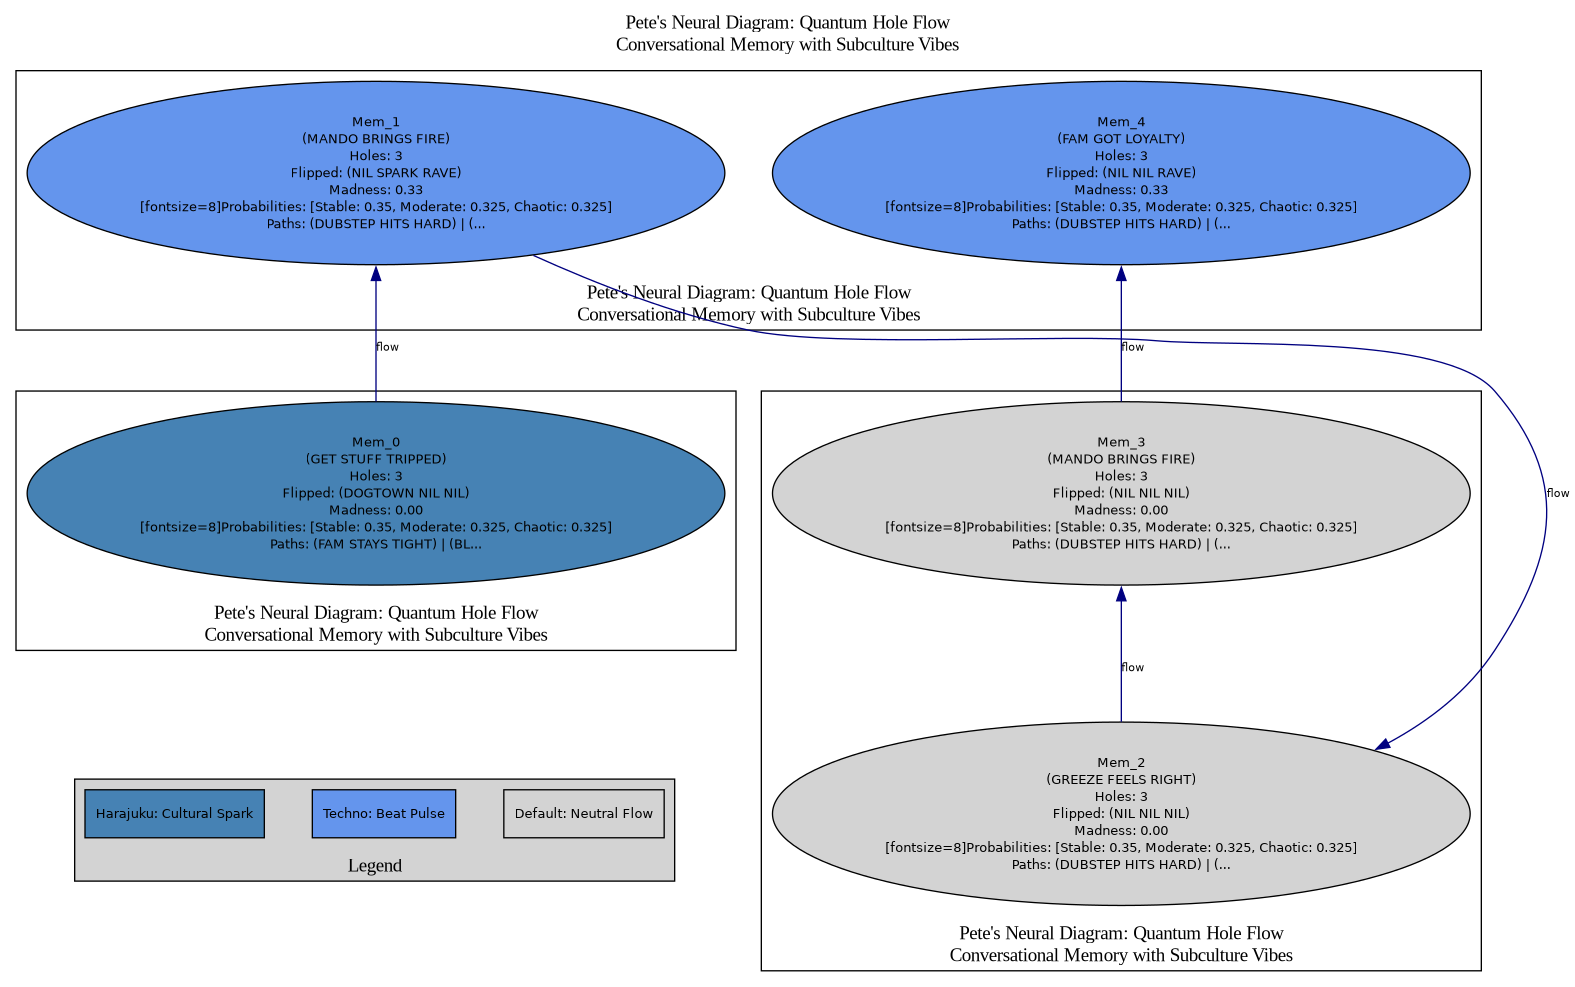 Pete's Neural Diagram: Quantum Hole Flow
Conversational Memory with Subculture Vibes
Mem_1
(MANDO BRINGS FIRE)
Holes: 3
Flipped: (NIL SPARK RAVE)
Madness: 0.33
[fontsize=8]Probabilities: [Stable: 0.35, Moderate: 0.325, Chaotic: 0.325]
Paths: (DUBSTEP HITS HARD) | (...
Mem_4
(FAM GOT LOYALTY)
Holes: 3
Flipped: (NIL NIL RAVE)
Madness: 0.33
[fontsize=8]Probabilities: [Stable: 0.35, Moderate: 0.325, Chaotic: 0.325]
Paths: (DUBSTEP HITS HARD) | (...
Pete's Neural Diagram: Quantum Hole Flow
Conversational Memory with Subculture Vibes
flow
flow
Mem_0
(GET STUFF TRIPPED)
Holes: 3
Flipped: (DOGTOWN NIL NIL)
Madness: 0.00
[fontsize=8]Probabilities: [Stable: 0.35, Moderate: 0.325, Chaotic: 0.325]
Paths: (FAM STAYS TIGHT) | (BL...
Pete's Neural Diagram: Quantum Hole Flow
Conversational Memory with Subculture Vibes
Mem_3
(MANDO BRINGS FIRE)
Holes: 3
Flipped: (NIL NIL NIL)
Madness: 0.00
[fontsize=8]Probabilities: [Stable: 0.35, Moderate: 0.325, Chaotic: 0.325]
Paths: (DUBSTEP HITS HARD) | (...
flow
flow
Mem_2
(GREEZE FEELS RIGHT)
Holes: 3
Flipped: (NIL NIL NIL)
Madness: 0.00
[fontsize=8]Probabilities: [Stable: 0.35, Moderate: 0.325, Chaotic: 0.325]
Paths: (DUBSTEP HITS HARD) | (...
Pete's Neural Diagram: Quantum Hole Flow
Conversational Memory with Subculture Vibes
Harajuku: Cultural Spark
Techno: Beat Pulse
Default: Neutral Flow
Legend